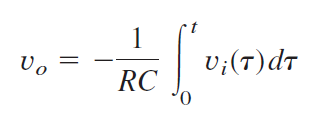 v_o = -\frac{1}{RC} \int_0^t v_i(\tau) d\tau